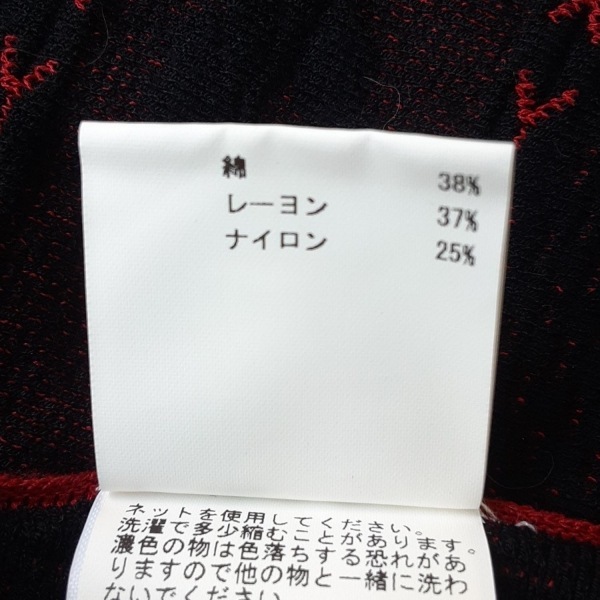 綿 38%
レーヨン 37%
ナイロン 25%
ネットを使用してください。
洗濯で多少縮むことがあります。
濃色の物は色落ちする恐れがあ
りますので他の物と一緒に洗わ
ないでください